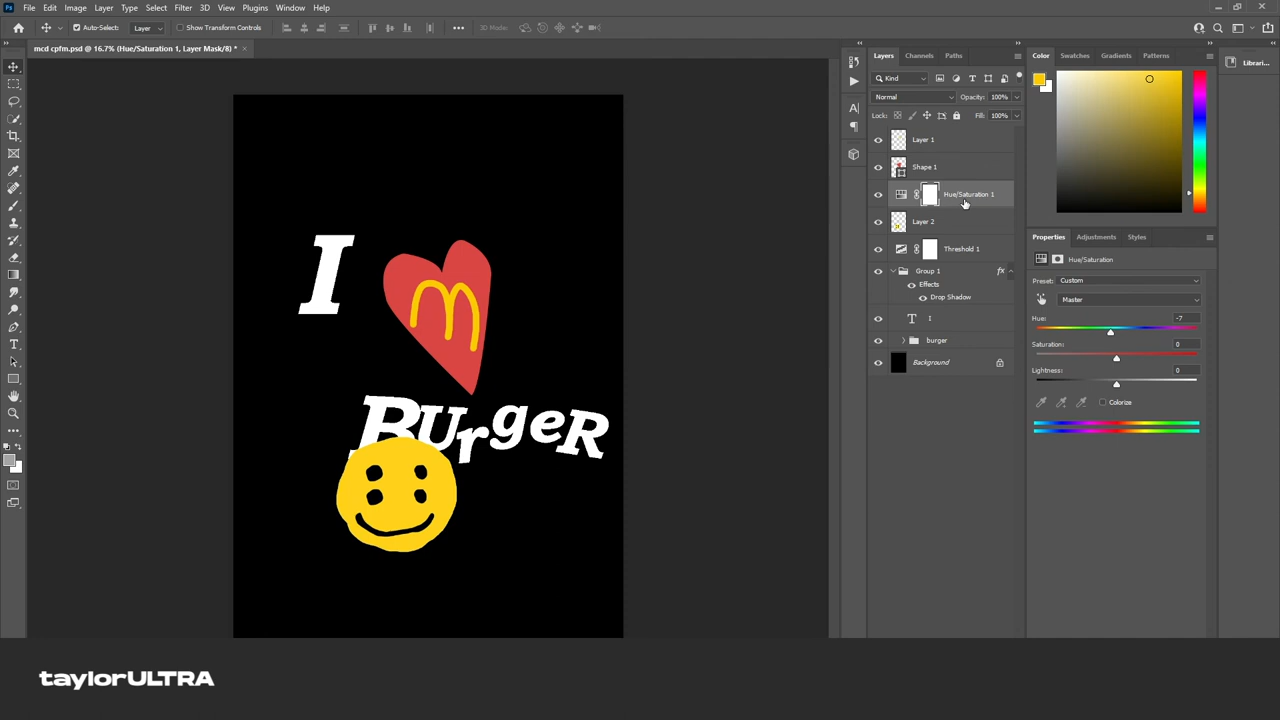 File Edit Image Layer Type Select Filter 3D View Plugins Window Help
Auto-Select: Layer Show Transform Controls 3D Mode:
mcd cpfm.psd @ 16.7% (Hue/Saturation 1, Layer Mask/8) *
Layers Channels Paths
Kind
Normal Opacity: 100%
Lock: Fill: 100%
Layer 1
Shape 1
Hue/Saturation 1
Layer 2
Threshold 1
Group 1 fx
Effects
Drop Shadow
T I
burger
Background
Color Swatches Gradients Patterns
Librari...
Properties Adjustments Styles
Hue/Saturation
Preset: Custom
Master
Hue: -7
Saturation: 0
Lightness: 0
Colorize
I
BUrgeR
taylorULTRA